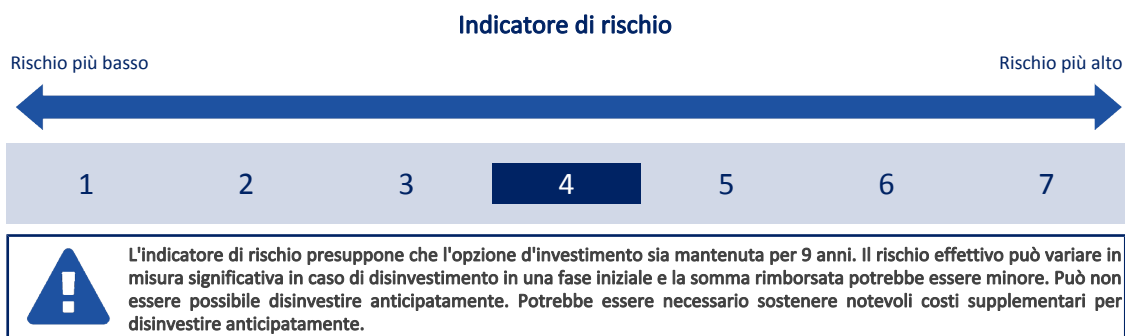 Indicatore di rischio
Rischio più basso
Rischio più alto
1 2 3 4 5 6 7
L'indicatore di rischio presuppone che l'opzione d'investimento sia mantenuta per 9 anni. Il rischio effettivo può variare in
misura significativa in caso di disinvestimento in una fase iniziale e la somma rimborsata potrebbe essere minore. Può non
essere possibile disinvestire anticipatamente. Potrebbe essere necessario sostenere notevoli costi supplementari per
disinvestire anticipatamente.